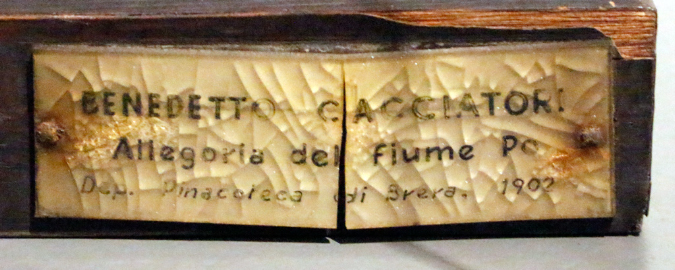 BENEDETTO CACCIATORI
Allegoria del fiume Po
Dep. Pinacoteca di Brera. 1902